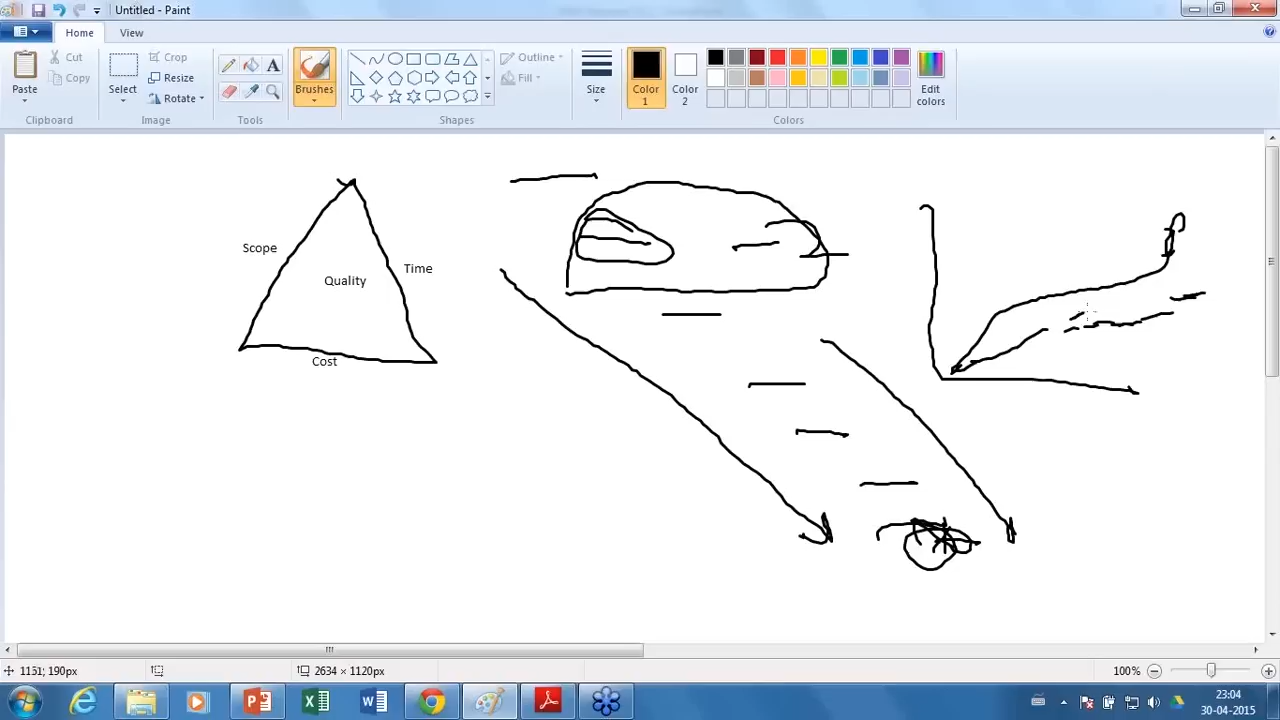 Untitled - Paint
Home
View
Paste
Cut
Copy
Clipboard
Select
Crop
Resize
Rotate
Image
Tools
Brushes
Shapes
Outline
Fill
Size
Color 1
Color 2
Edit colors
Colors
Scope
Quality
Time
Cost
1151; 190px
2634 × 1120px
100%
23:04
30-04-2015